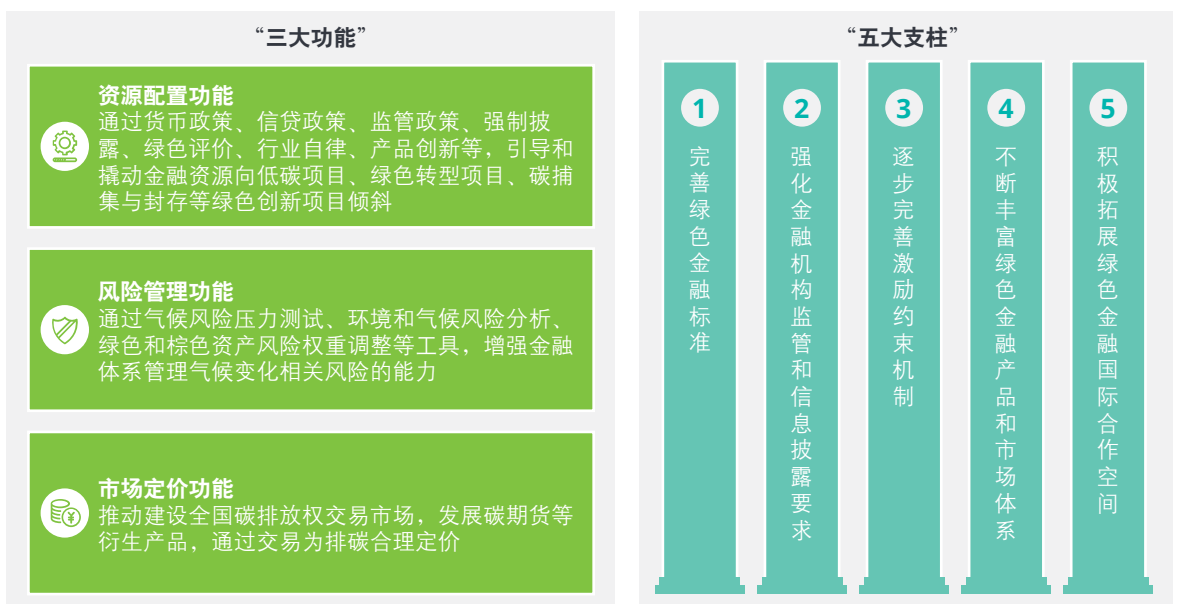 “三大功能”
资源配置功能
通过货币政策、信贷政策、监管政策、强制披
露、绿色评价、行业自律、产品创新等，引导和
撬动金融资源向低碳项目、绿色转型项目、碳捕
集与封存等绿色创新项目倾斜
风险管理功能
通过气候风险压力测试、环境和气候风险分析、
绿色和棕色资产风险权重调整等工具，增强金融
体系管理气候变化相关风险的能力
市场定价功能
推动建设全国碳排放权交易市场，发展碳期货等
衍生产品，通过交易为排碳合理定价
“五大支柱”
1
完善绿色金融标准
2
强化金融机构监管和信息披露要求
3
逐步完善激励约束机制
4
不断丰富绿色金融产品和市场体系
5
积极拓展绿色金融国际合作空间